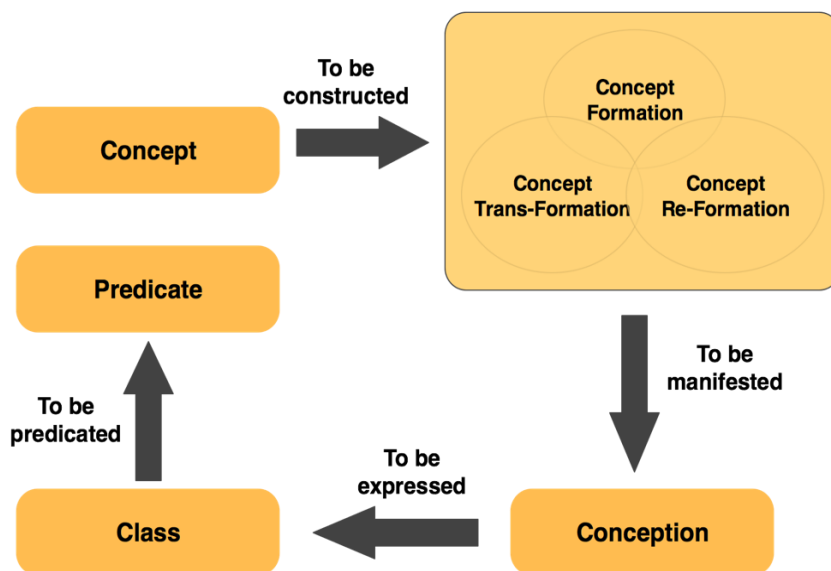 To be
constructed
Concept
Concept
Formation
Concept
Trans-Formation
Concept
Re-Formation
Predicate
To be
manifested
To be
predicated
To be
expressed
Class
Conception